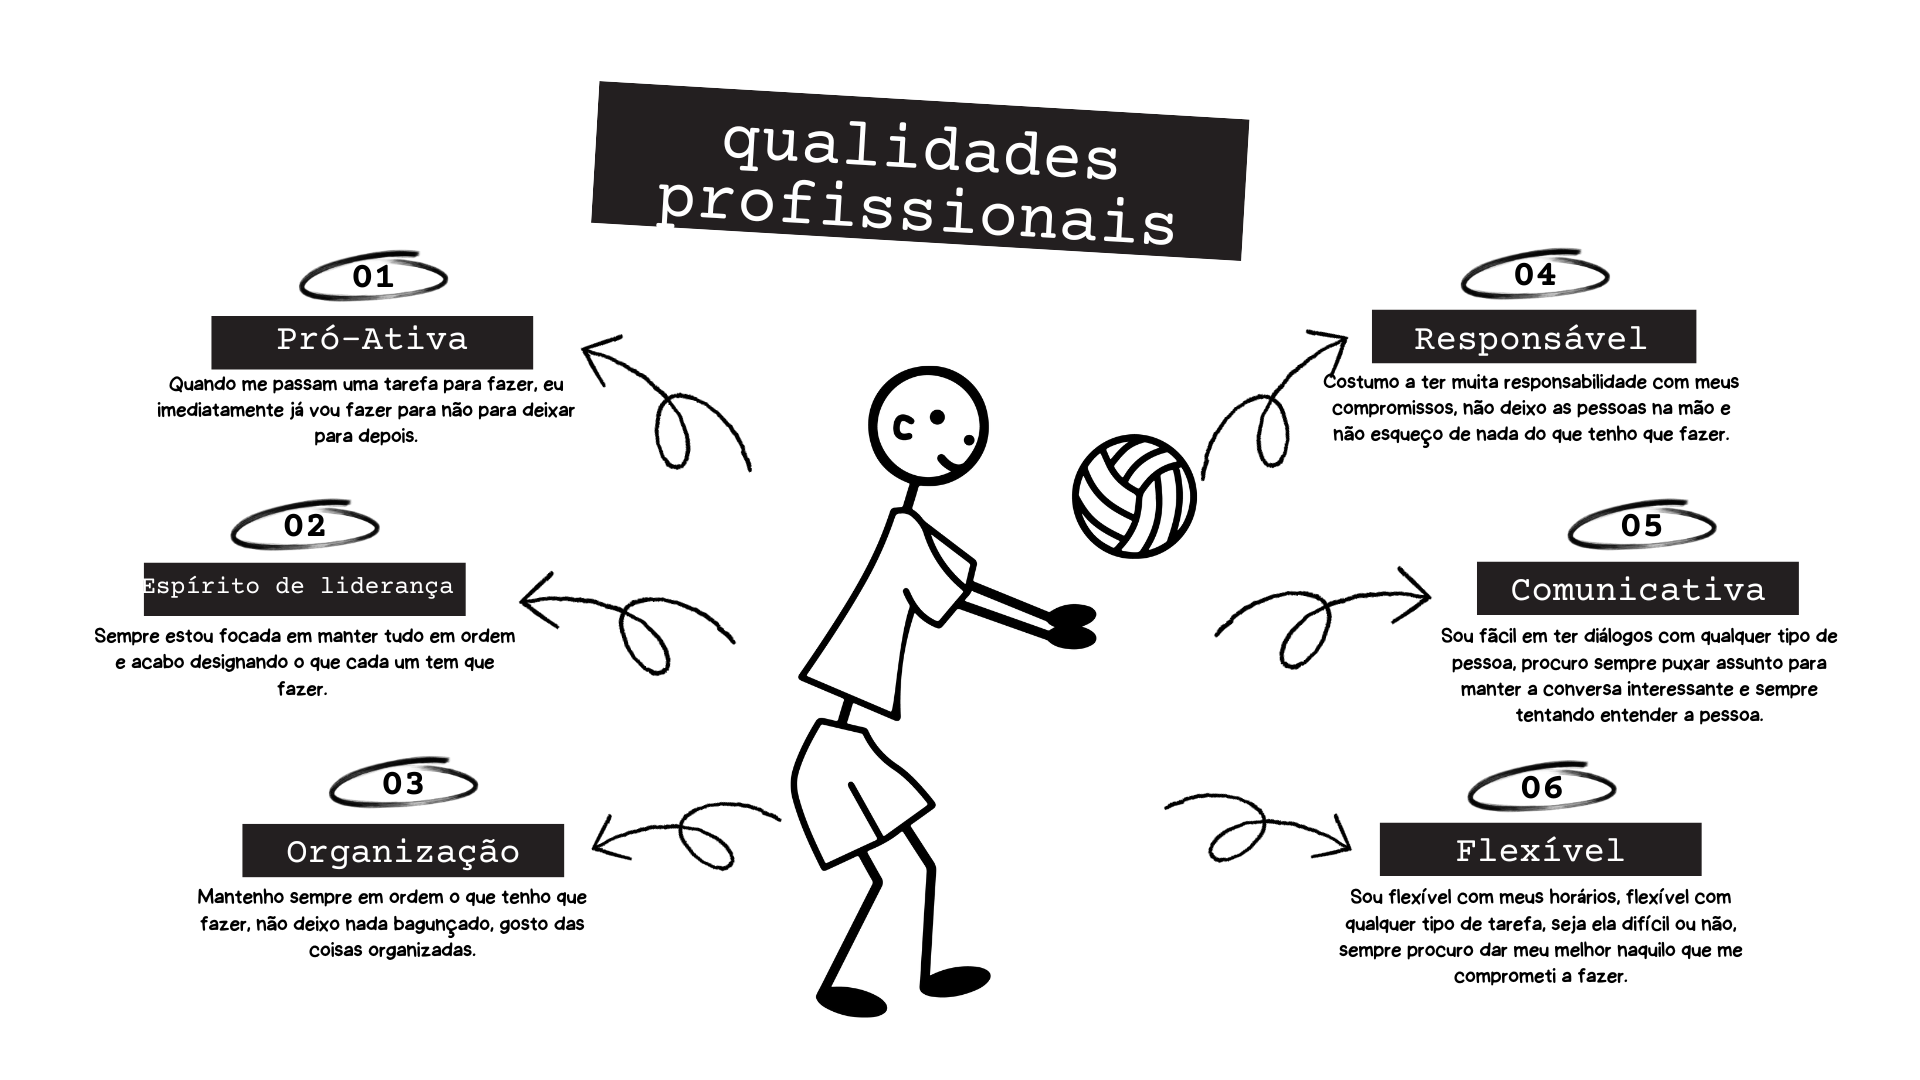 qualidades
profissionais
01
Pró-Ativa
Quando me passam uma tarefa para fazer, eu
imediatamente já vou fazer para não para deixar
para depois.
02
Espírito de liderança
Sempre estou focada em manter tudo em ordem
e acabo designando o que cada um tem que
fazer.
03
Organização
Mantenho sempre em ordem o que tenho que
fazer, não deixo nada bagunçado, gosto das
coisas organizadas.
04
Responsável
Costumo a ter muita responsabilidade com meus
compromissos, não deixo as pessoas na mão e
não esqueço de nada do que tenho que fazer.
05
Comunicativa
Sou fãcil em ter diálogos com qualquer tipo de
pessoa, procuro sempre puxar assunto para
manter a conversa interessante e sempre
tentando entender a pessoa.
06
Flexível
Sou flexível com meus horários, flexível com
qualquer tipo de tarefa, seja ela difícil ou não,
sempre procuro dar meu melhor naquilo que me
comprometi a fazer.